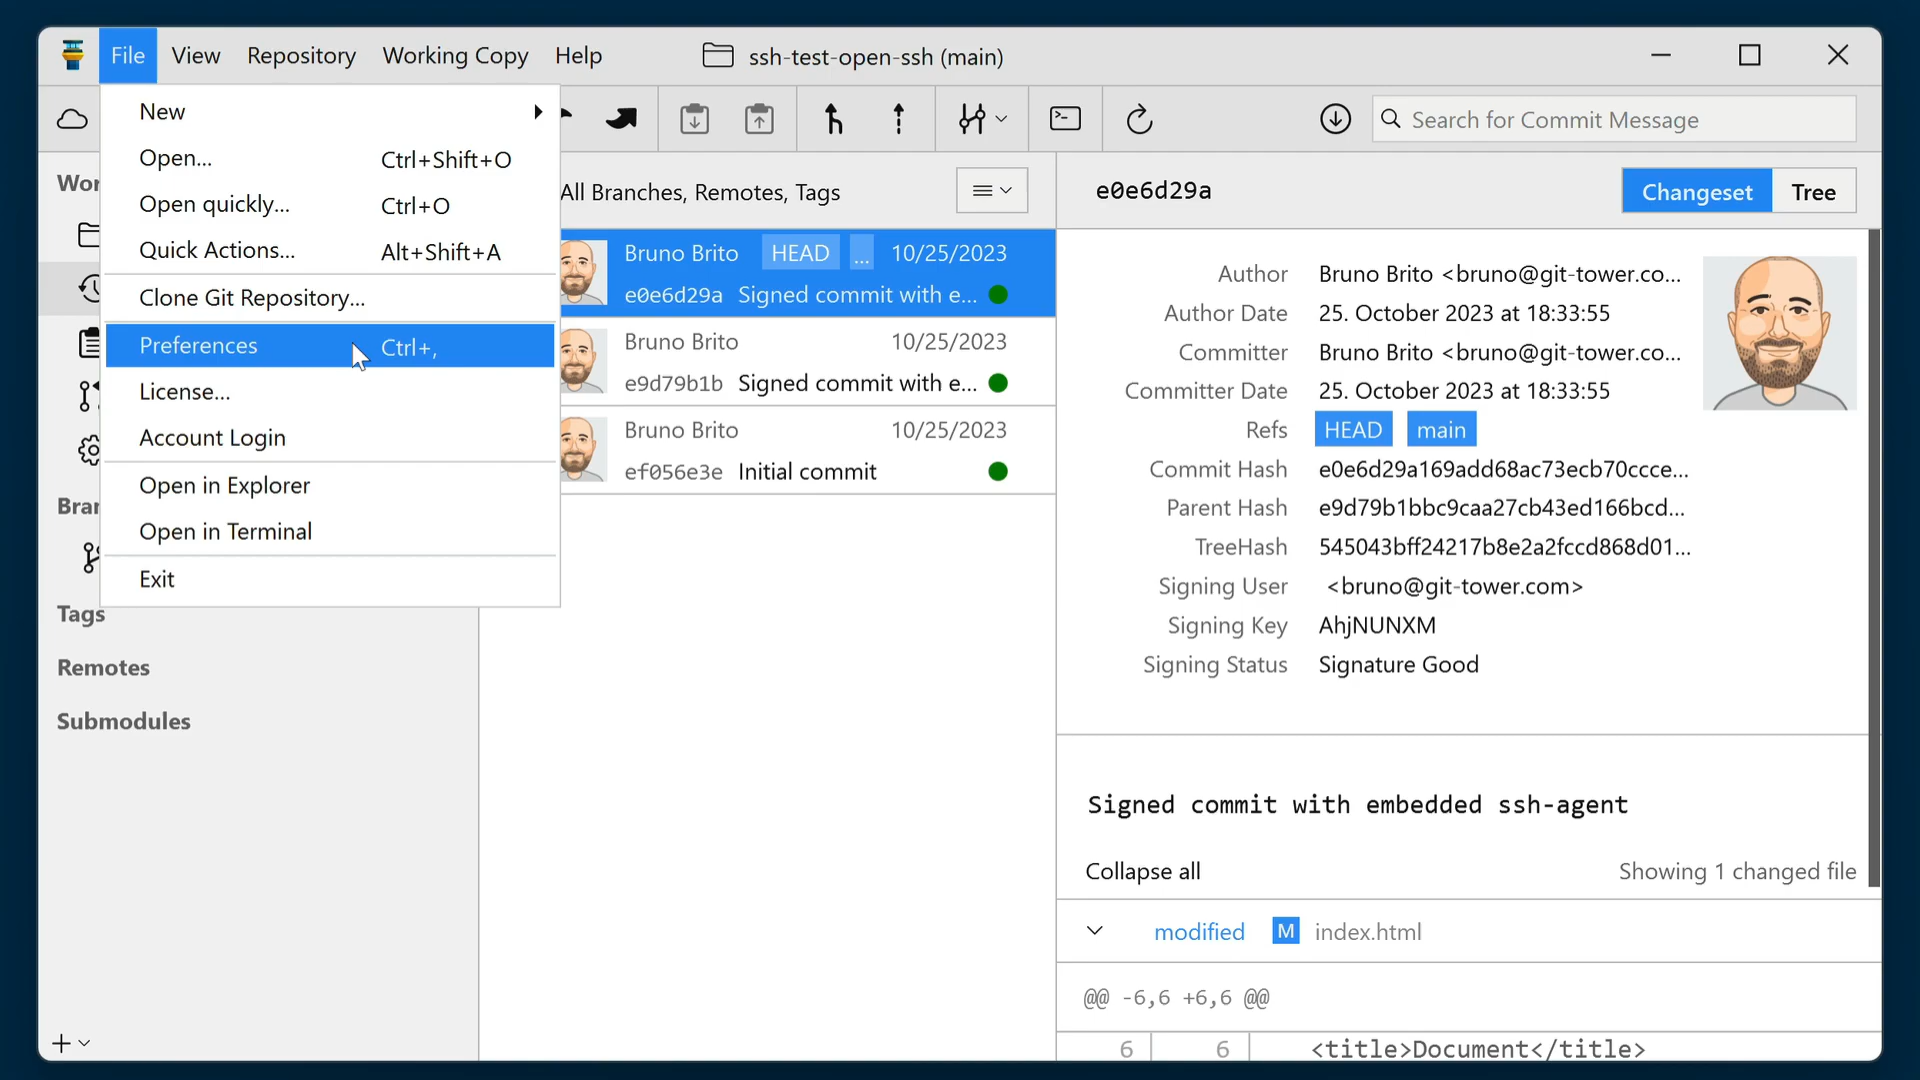 File View Repository Working Copy Help ssh-test-open-ssh (main)
Search for Commit Message
New
Open... Ctrl+Shift+O
Open quickly... Ctrl+O
Quick Actions... Alt+Shift+A
Clone Git Repository...
Preferences Ctrl+,
License...
Account Login
Open in Explorer
Open in Terminal
Exit
Wor
Bran
Tags
Remotes
Submodules
All Branches, Remotes, Tags
Bruno Brito HEAD ... 10/25/2023
e0e6d29a Signed commit with e...
Bruno Brito 10/25/2023
e9d79b1b Signed commit with e...
Bruno Brito 10/25/2023
ef056e3e Initial commit
e0e6d29a Changeset Tree
Author Bruno Brito <bruno@git-tower.co...
Author Date 25. October 2023 at 18:33:55
Committer Bruno Brito <bruno@git-tower.co...
Committer Date 25. October 2023 at 18:33:55
Refs HEAD main
Commit Hash e0e6d29a169add68ac73ecb70ccce...
Parent Hash e9d79b1bbc9caa27cb43ed166bcd...
TreeHash 545043bff24217b8e2a2fccd868d01...
Signing User <bruno@git-tower.com>
Signing Key AhjNUNXM
Signing Status Signature Good
Signed commit with embedded ssh-agent
Collapse all Showing 1 changed file
modified M index.html
@@ -6,6 +6,6 @@
6 6 <title>Document</title>